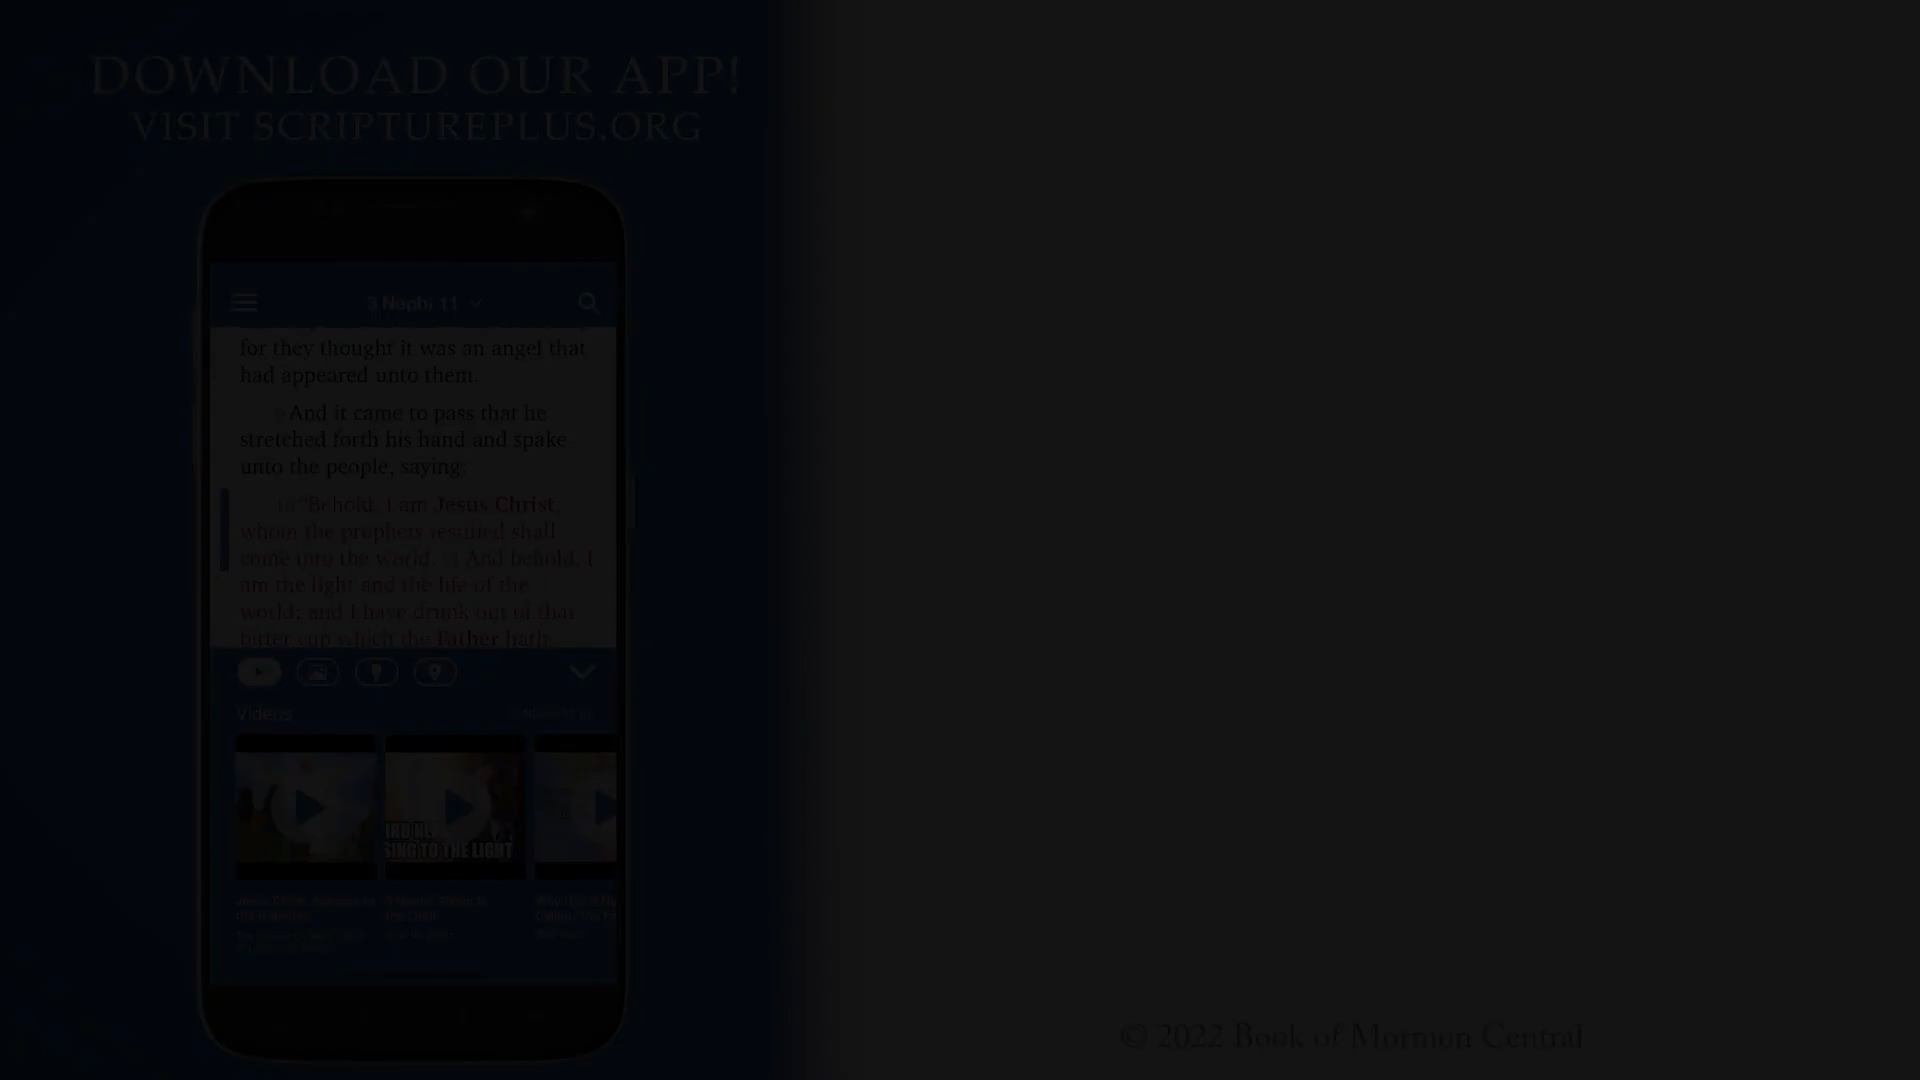 DOWNLOAD OUR APP!
VISIT SCRIPTUREPLUS.ORG
3 Nephi 11
for they thought it was an angel that
had appeared unto them.
And it came to pass that he
stretched forth his hand and spake
unto the people, saying:
"Behold, I am Jesus Christ,
whom the prophets testified shall
come into the world. And behold, I
am the light and the life of the
world; and I have drunk out of that
bitter cup which the Father hath
Videos
SING TO THE LIGHT
© 2022 Book of Mormon Central